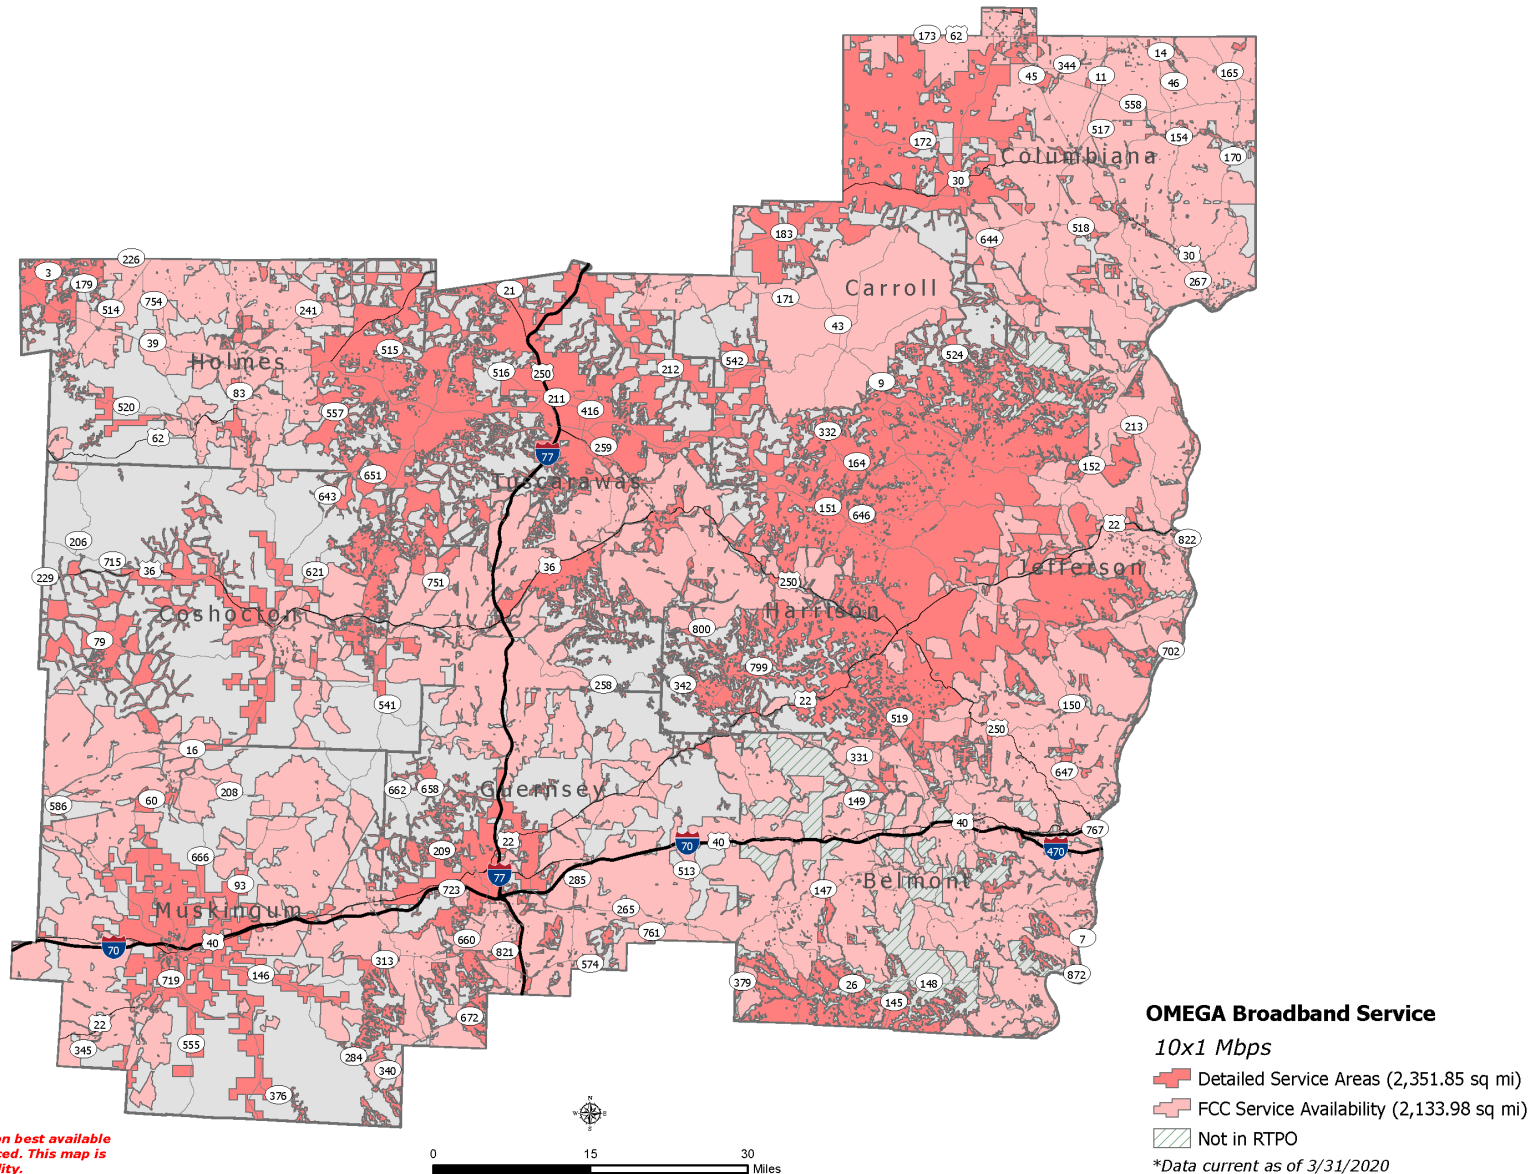 173 62
14
344
45 11 46 165
558
517 154
172
Columbiana 170
30
183 518
644
226 30
3 179 267
21 Carroll
754 171
514 241
43
39
515 524
Holmes 542
516 250 212
9
83 211
520 557 416
213
332
62 259
77 164 152
651
Tuscarawas
643
151 646
22
206 822
715 36 36 Jefferson
229 621 751 250
Coshocton Harrison
800
79
702
799
258 342
541 22 150
519
250
16
331
647
208 662 658 Guernsey
60 149
586
40 767
22 70 40
209 470
666
77 513
93 285 147 Belmont
723
Muskingum 265
761 7
70 40 660
821
313 574
719 146 872
379 26 148
145
672
22
555
345 284
340
376
OMEGA Broadband Service
10x1 Mbps
Detailed Service Areas (2,351.85 sq mi)
FCC Service Availability (2,133.98 sq mi)
Not in RTPO
*Data current as of 3/31/2020
on best available
ced. This map is
lity.
N
W E
S
0 15 30
Miles